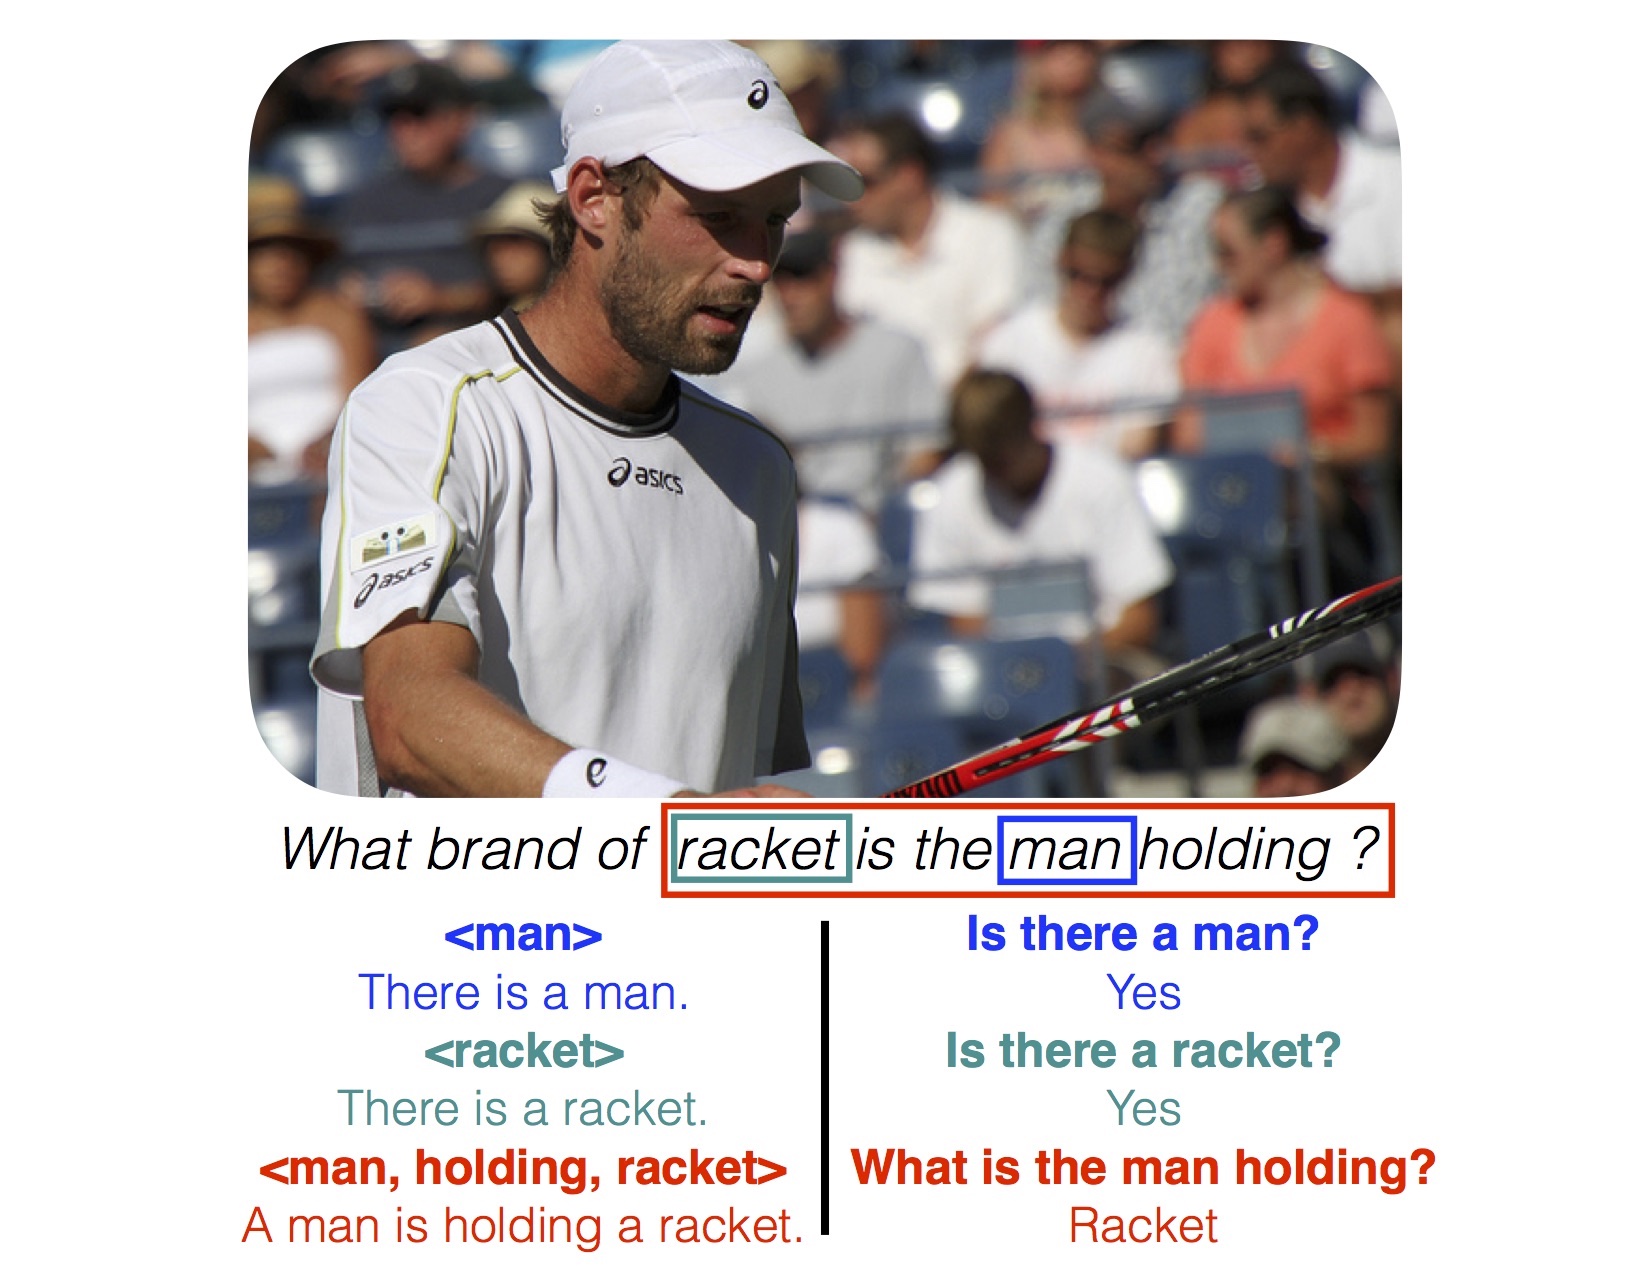 asics
asics
What brand of racket is the man holding ?
<man>
There is a man.
<racket>
There is a racket.
<man, holding, racket>
A man is holding a racket.
Is there a man?
Yes
Is there a racket?
Yes
What is the man holding?
Racket